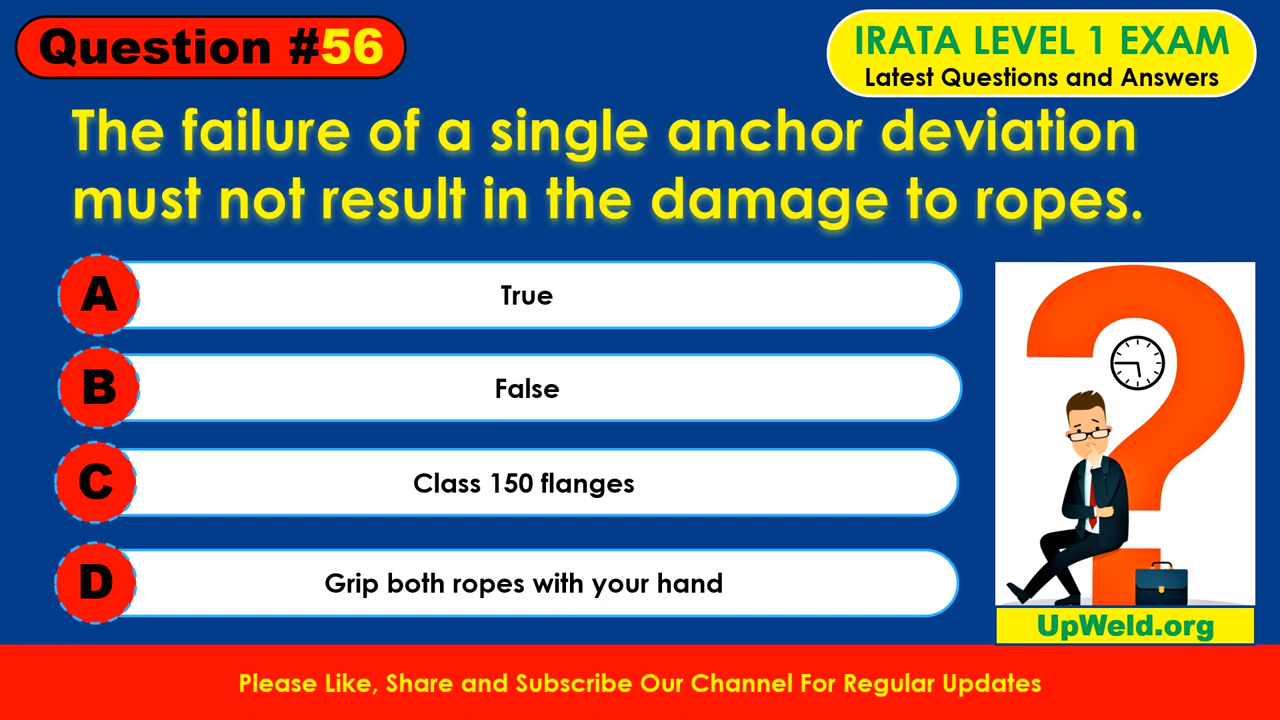 Question #56
IRATA LEVEL 1 EXAM
Latest Questions and Answers
The failure of a single anchor deviation
must not result in the damage to ropes.
A
True
B
False
C
Class 150 flanges
D
Grip both ropes with your hand
UpWeld.org
Please Like, Share and Subscribe Our Channel For Regular Updates